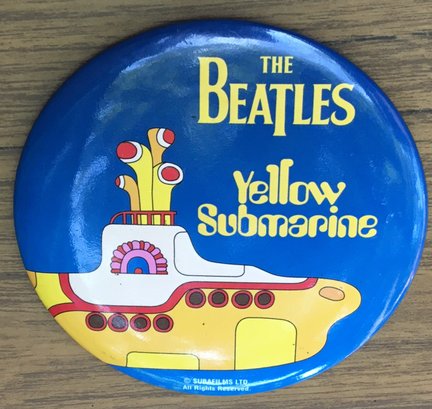 THE
BEATLES
Yellow
Submarine
© SUBAFILMS LTD
All Rights Reserved.